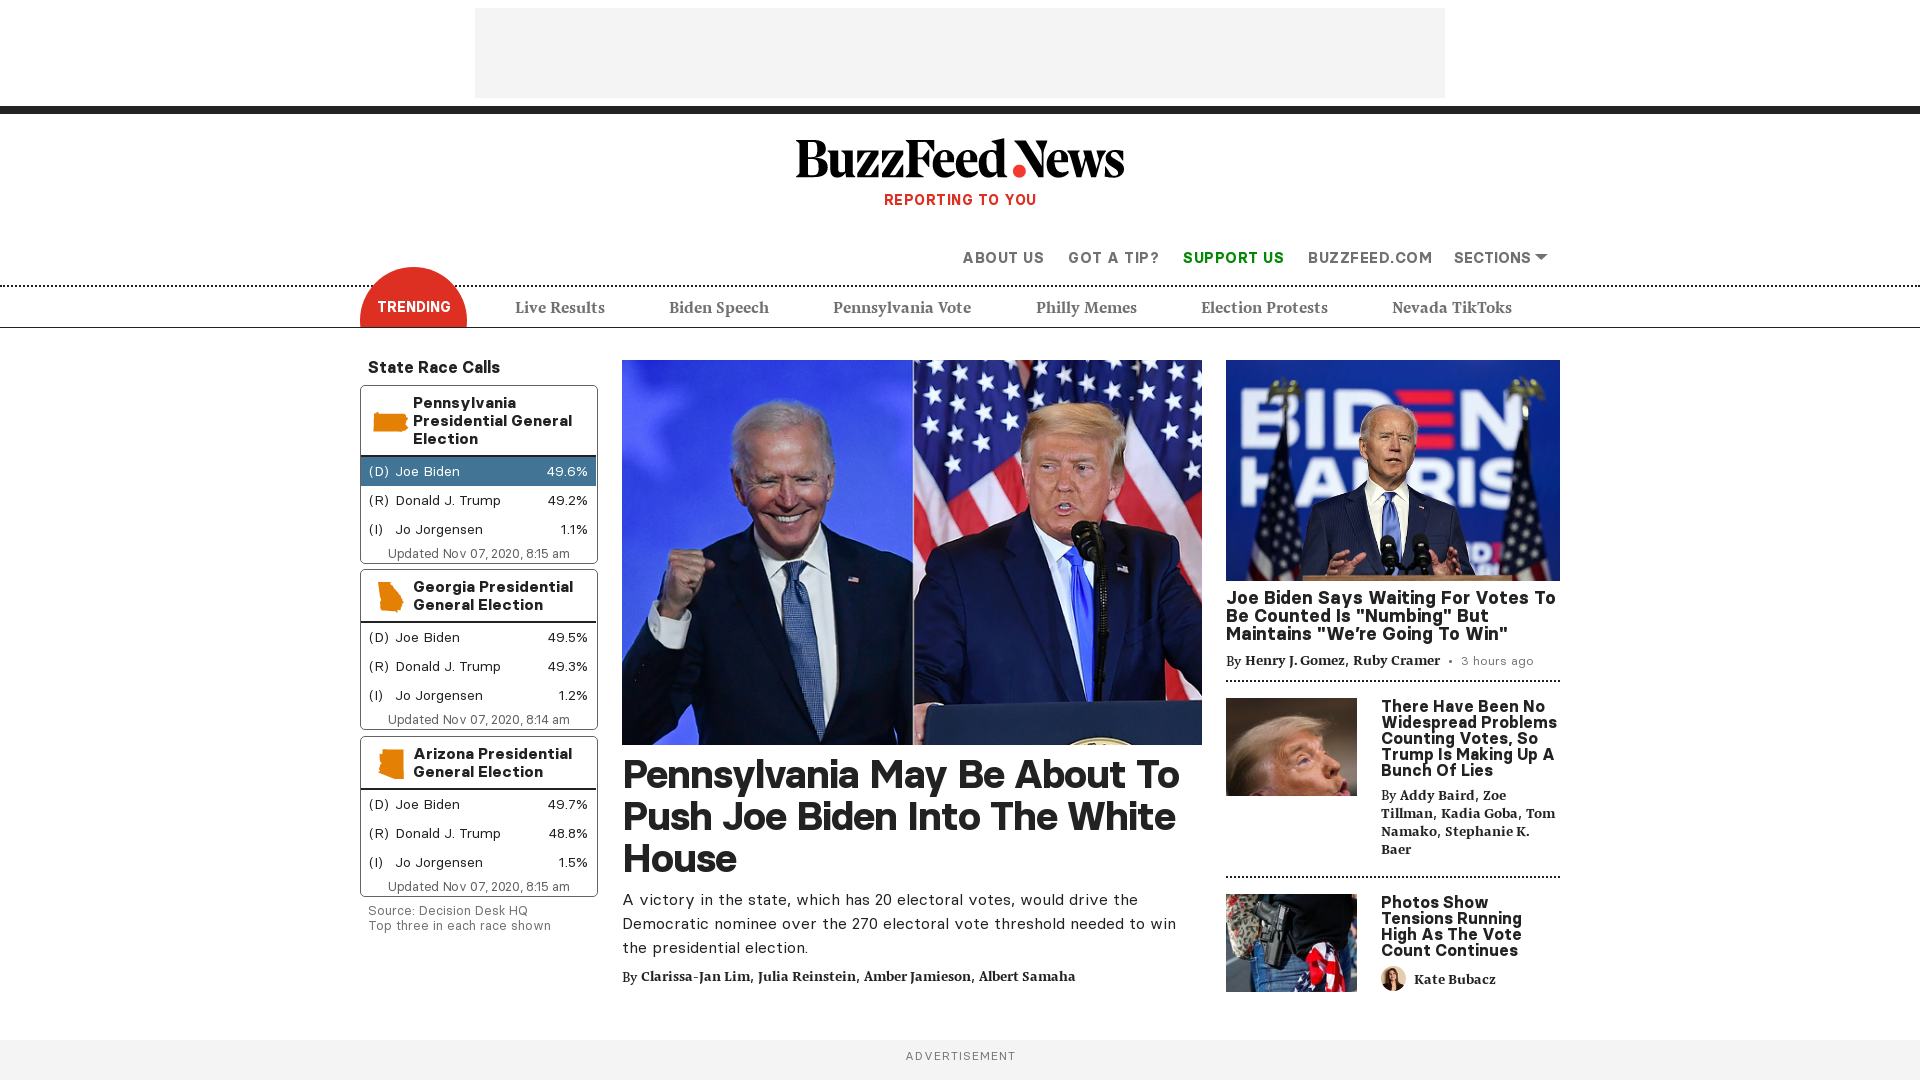 BuzzFeed News
REPORTING TO YOU
ABOUT US
GOT A TIP?
SUPPORT US
BUZZFEED.COM
SECTIONS
TRENDING
Live Results
Biden Speech
Pennsylvania Vote
Philly Memes
Election Protests
Nevada TikToks
State Race Calls
Pennsylvania
Presidential General
Election
(D) Joe Biden 49.6%
(R) Donald J. Trump 49.2%
(I) Jo Jorgensen 1.1%
Updated Nov 07, 2020, 8:15 am
Georgia Presidential
General Election
(D) Joe Biden 49.5%
(R) Donald J. Trump 49.3%
(I) Jo Jorgensen 1.2%
Updated Nov 07, 2020, 8:14 am
Arizona Presidential
General Election
(D) Joe Biden 49.7%
(R) Donald J. Trump 48.8%
(I) Jo Jorgensen 1.5%
Updated Nov 07, 2020, 8:15 am
Source: Decision Desk HQ
Top three in each race shown
Pennsylvania May Be About To
Push Joe Biden Into The White
House
A victory in the state, which has 20 electoral votes, would drive the
Democratic nominee over the 270 electoral vote threshold needed to win
the presidential election.
By Clarissa-Jan Lim, Julia Reinstein, Amber Jamieson, Albert Samaha
BIDEN
HARRIS
Joe Biden Says Waiting For Votes To
Be Counted Is "Numbing" But
Maintains "We’re Going To Win"
By Henry J. Gomez, Ruby Cramer • 3 hours ago
There Have Been No
Widespread Problems
Counting Votes, So
Trump Is Making Up A
Bunch Of Lies
By Addy Baird, Zoe
Tillman, Kadia Goba, Tom
Namako, Stephanie K.
Baer
Photos Show
Tensions Running
High As The Vote
Count Continues
Kate Bubacz
ADVERTISEMENT